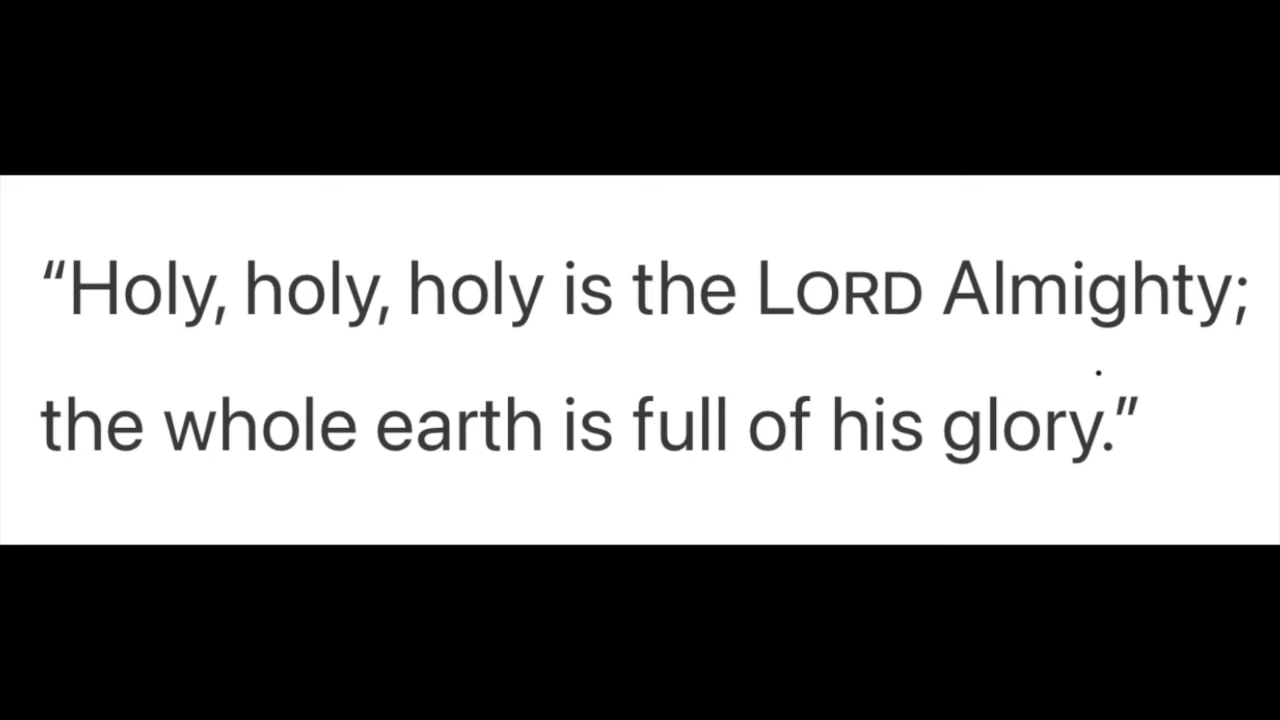 “Holy, holy, holy is the LORD Almighty;
the whole earth is full of his glory.”